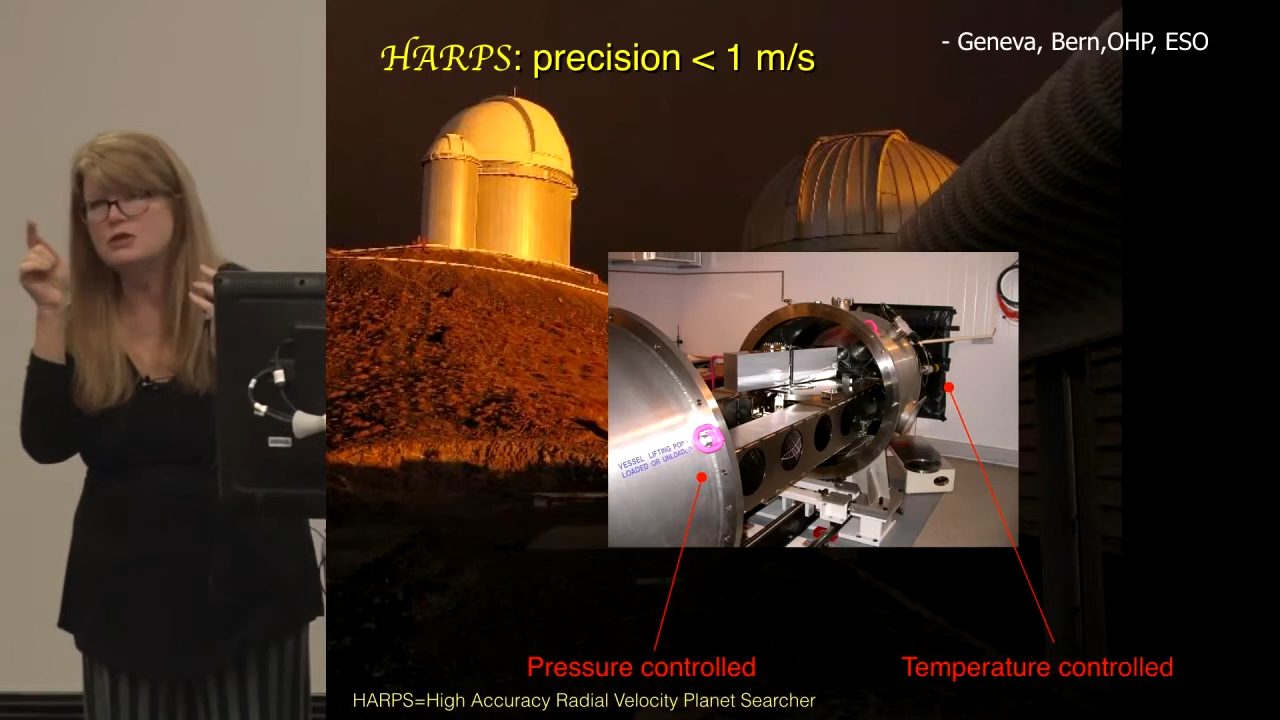 HARPS: precision < 1 m/s
- Geneva, Bern,OHP, ESO
VESSEL LIFTING
LOADED OR UNLOADED
Pressure controlled
Temperature controlled
HARPS=High Accuracy Radial Velocity Planet Searcher